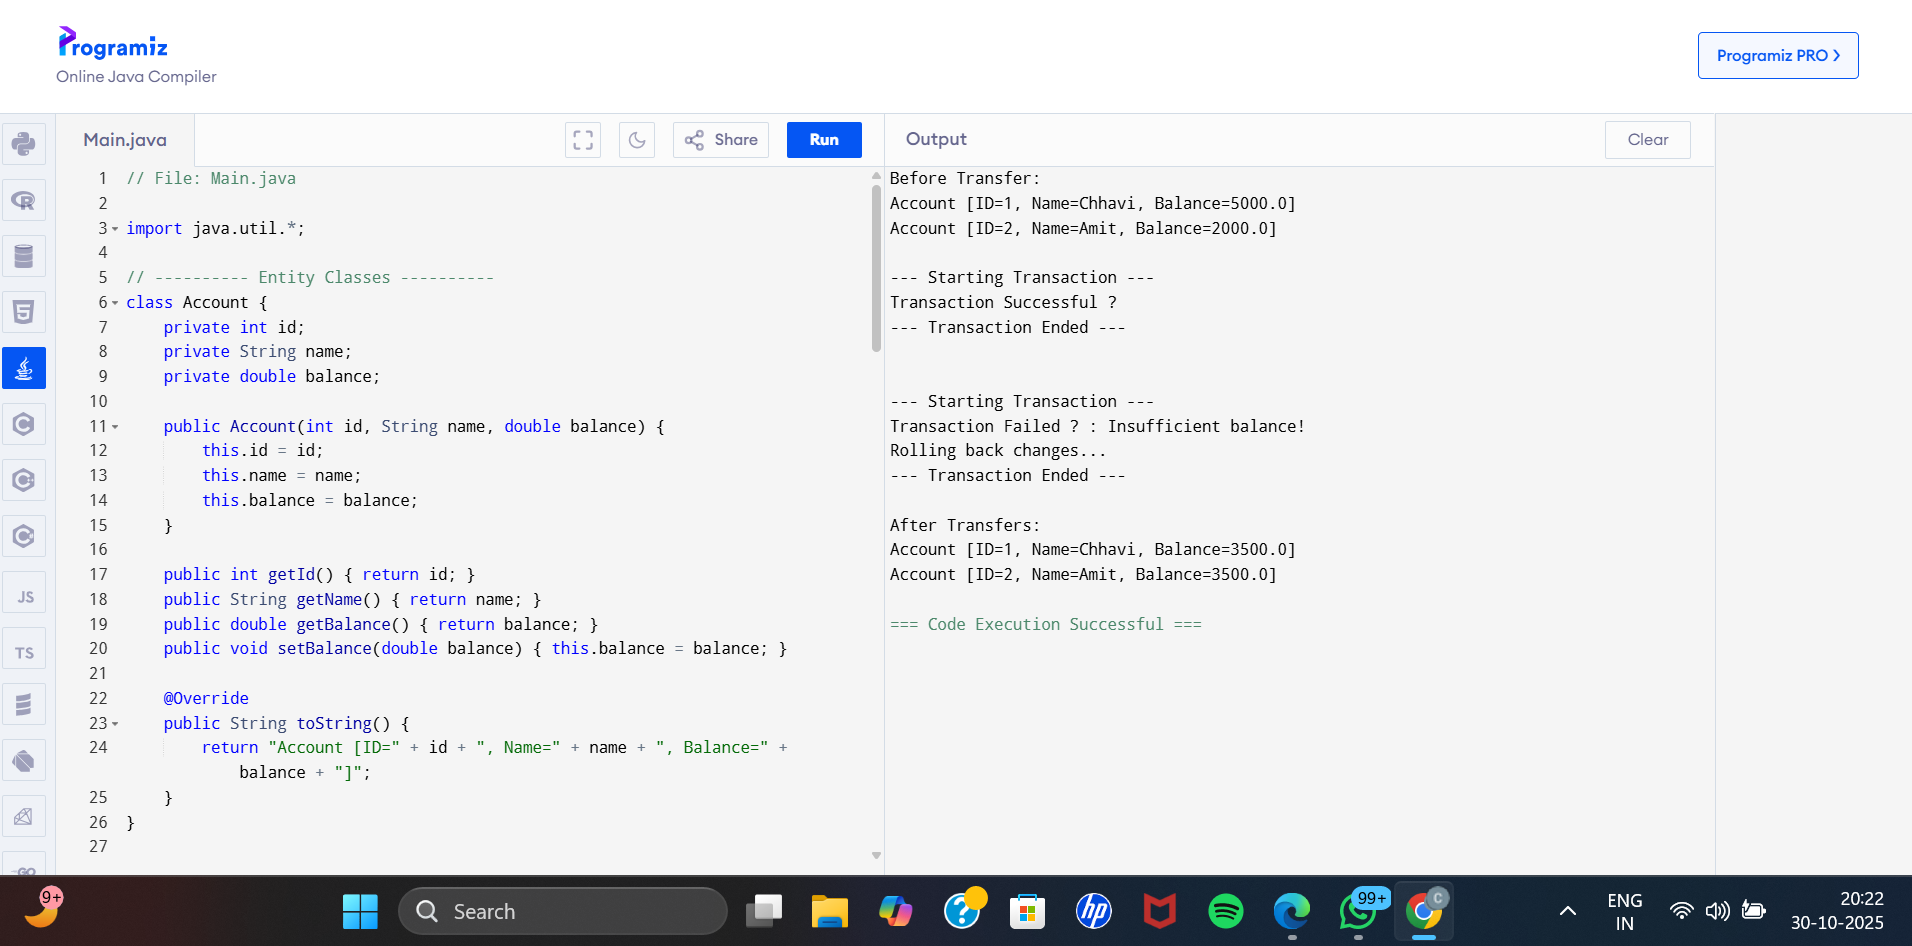 Programiz
Online Java Compiler
Programiz PRO ❯
Main.java
Share
Run
Output
Clear
1 // File: Main.java
2
3 import java.util.*;
4
5 // ---------- Entity Classes ----------
6 class Account {
7 private int id;
8 private String name;
9 private double balance;
10
11 public Account(int id, String name, double balance) {
12 this.id = id;
13 this.name = name;
14 this.balance = balance;
15 }
16
17 public int getId() { return id; }
18 public String getName() { return name; }
19 public double getBalance() { return balance; }
20 public void setBalance(double balance) { this.balance = balance; }
21
22 @Override
23 public String toString() {
24 return "Account [ID=" + id + ", Name=" + name + ", Balance=" +
balance + "]";
25 }
26 }
27
Before Transfer:
Account [ID=1, Name=Chhavi, Balance=5000.0]
Account [ID=2, Name=Amit, Balance=2000.0]
--- Starting Transaction ---
Transaction Successful ?
--- Transaction Ended ---
--- Starting Transaction ---
Transaction Failed ? : Insufficient balance!
Rolling back changes...
--- Transaction Ended ---
After Transfers:
Account [ID=1, Name=Chhavi, Balance=3500.0]
Account [ID=2, Name=Amit, Balance=3500.0]
=== Code Execution Successful ===
JS
TS
GO
9+
Search
hp
99+
C
ENG
IN
20:22
30-10-2025